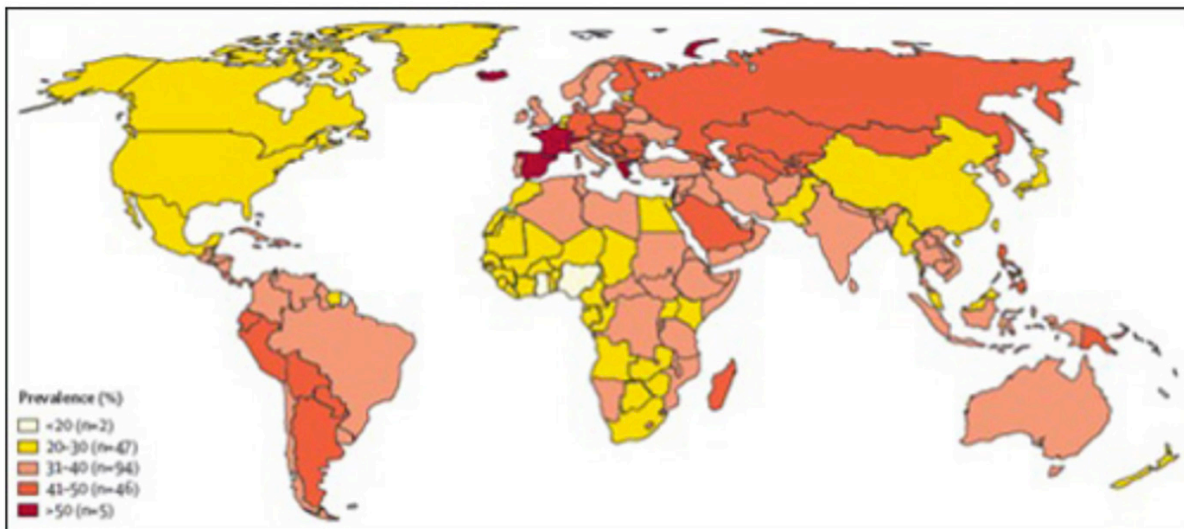 Prevalence (%)
<20 (n=2)
20–30 (n=47)
31–40 (n=94)
41–50 (n=46)
>50 (n=5)